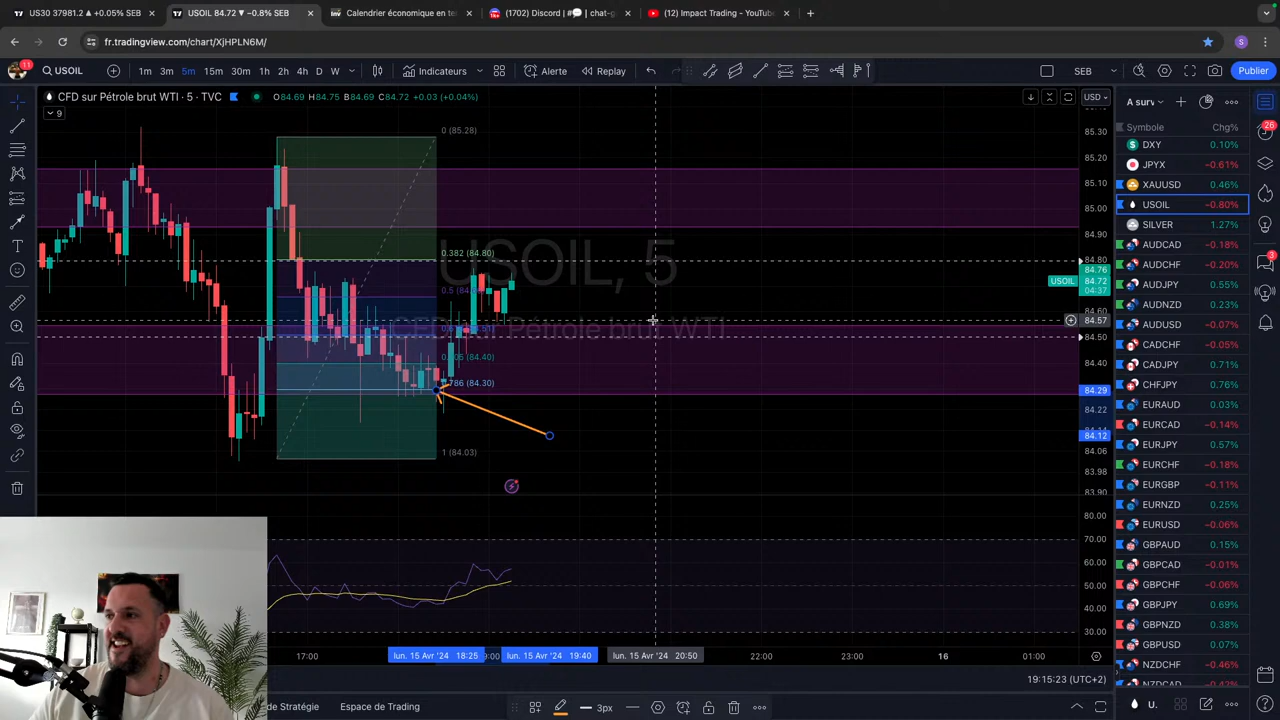 US30 37981.2 ▲ +0.05% SEB
USOIL 84.72 ▼ −0.8% SEB
Calendrier économique en te
(1702) Discord | #💬 | chat-g
(12) Impact Trading - YouTube
fr.tradingview.com/chart/XjHPLN6J/
11
USOIL
1m 3m 5m 15m 30m 1h 2h 4h D W
Indicateurs
Alerte
Replay
SEB
Publier
CFD sur Pétrole brut WTI · 5 · TVC
O84.69 H84.75 B84.69 C84.72 +0.03 (+0.04%)
9
USD
A surv
26
3
Symbole Chg%
DXY 0.10%
JPYX −0.61%
XAUUSD 0.46%
USOIL −0.80%
SILVER 1.27%
AUDCAD −0.18%
AUDCHF −0.20%
AUDJPY 0.55%
AUDNZD 0.23%
AUDUSD −0.07%
CADCHF −0.05%
CADJPY 0.71%
CHFJPY 0.76%
EURAUD 0.03%
EURCAD −0.14%
EURJPY 0.57%
EURCHF −0.18%
EURGBP −0.11%
EURNZD 0.25%
EURUSD −0.06%
GBPAUD 0.15%
GBPCAD −0.01%
GBPCHF −0.06%
GBPJPY 0.69%
GBPNZD 0.38%
GBPUSD 0.07%
NZDCHF −0.46%
NZDCAD
USOIL, 5
CFD sur Pétrole brut WTI
0 (85.28)
0.382 (84.80)
0.786 (84.30)
1 (84.03)
85.30
85.20
85.10
85.00
84.90
84.80
84.76
USOIL 84.72
04:37
84.60
84.57
84.50
84.40
84.29
84.22
84.12
84.06
83.98
83.90
80.00
70.00
60.00
50.00
40.00
30.00
17:00
lun. 15 Avr '24 18:25
lun. 15 Avr '24 19:40
lun. 15 Avr '24 20:50
22:00
23:00
16
01:00
19:15:23 (UTC+2)
de Stratégie
Espace de Trading
3px
U.